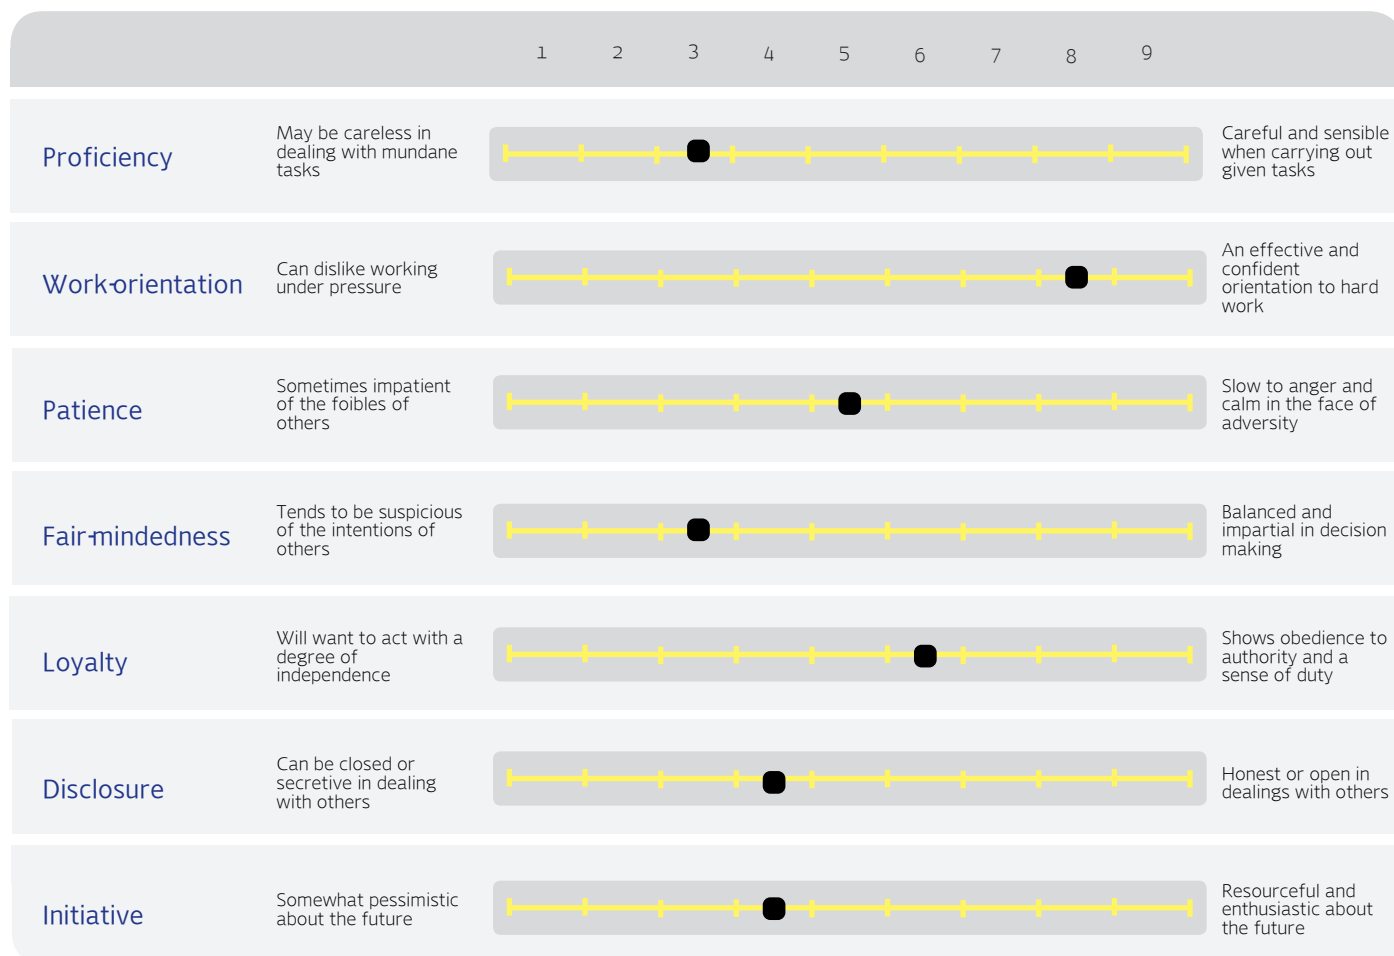 1 2 3 4 5 6 7 8 9
Proficiency
May be careless in
dealing with mundane
tasks
Careful and sensible
when carrying out
given tasks
Work-orientation
Can dislike working
under pressure
An effective and
confident
orientation to hard
work
Patience
Sometimes impatient
of the foibles of
others
Slow to anger and
calm in the face of
adversity
Fair-mindedness
Tends to be suspicious
of the intentions of
others
Balanced and
impartial in decision
making
Loyalty
Will want to act with a
degree of
independence
Shows obedience to
authority and a
sense of duty
Disclosure
Can be closed or
secretive in dealing
with others
Honest or open in
dealings with others
Initiative
Somewhat pessimistic
about the future
Resourceful and
enthusiastic about
the future